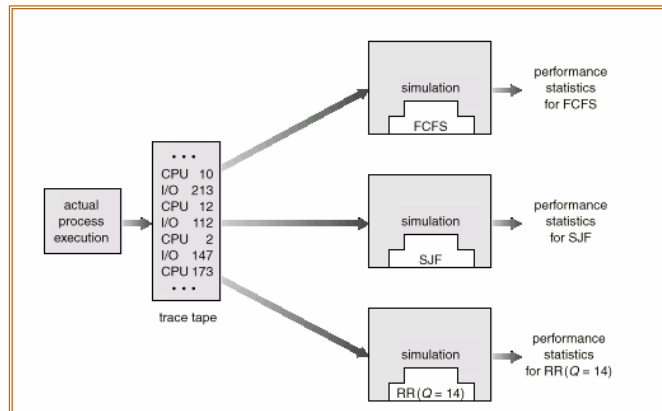 actual
process
execution
• • •
CPU 10
I/O 213
CPU 12
I/O 112
CPU 2
I/O 147
CPU 173
• • •
trace tape
simulation
FCFS
performance
statistics
for FCFS
simulation
SJF
performance
statistics
for SJF
simulation
RR (Q = 14)
performance
statistics
for RR (Q = 14)